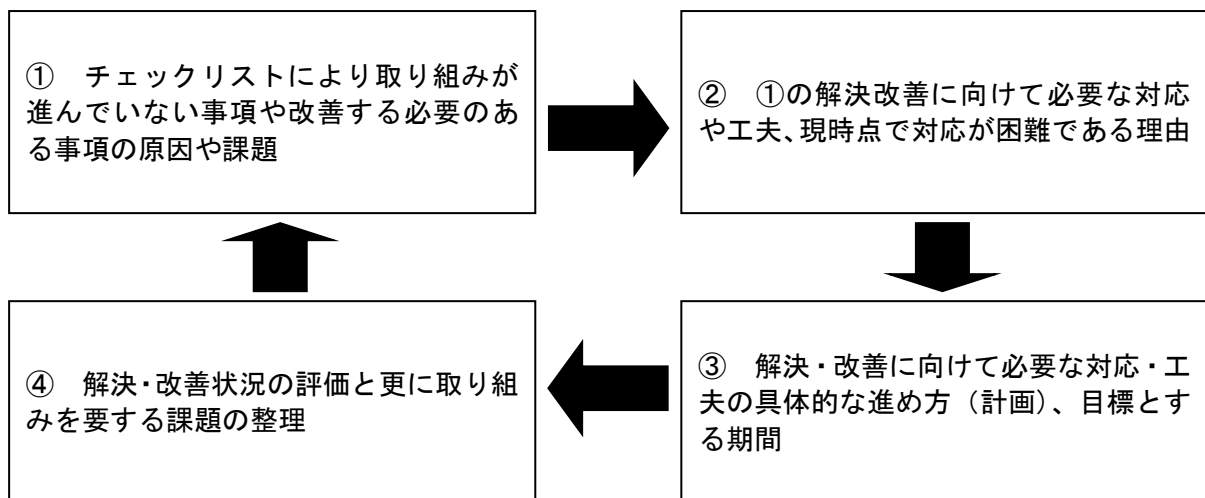 ① チェックリストにより取り組みが
進んでいない事項や改善する必要のあ
る事項の原因や課題
② ①の解決改善に向けて必要な対応
や工夫、現時点で対応が困難である理由
③ 解決・改善に向けて必要な対応・工
夫の具体的な進め方（計画）、目標とす
る期間
④ 解決・改善状況の評価と更に取り組
みを要する課題の整理